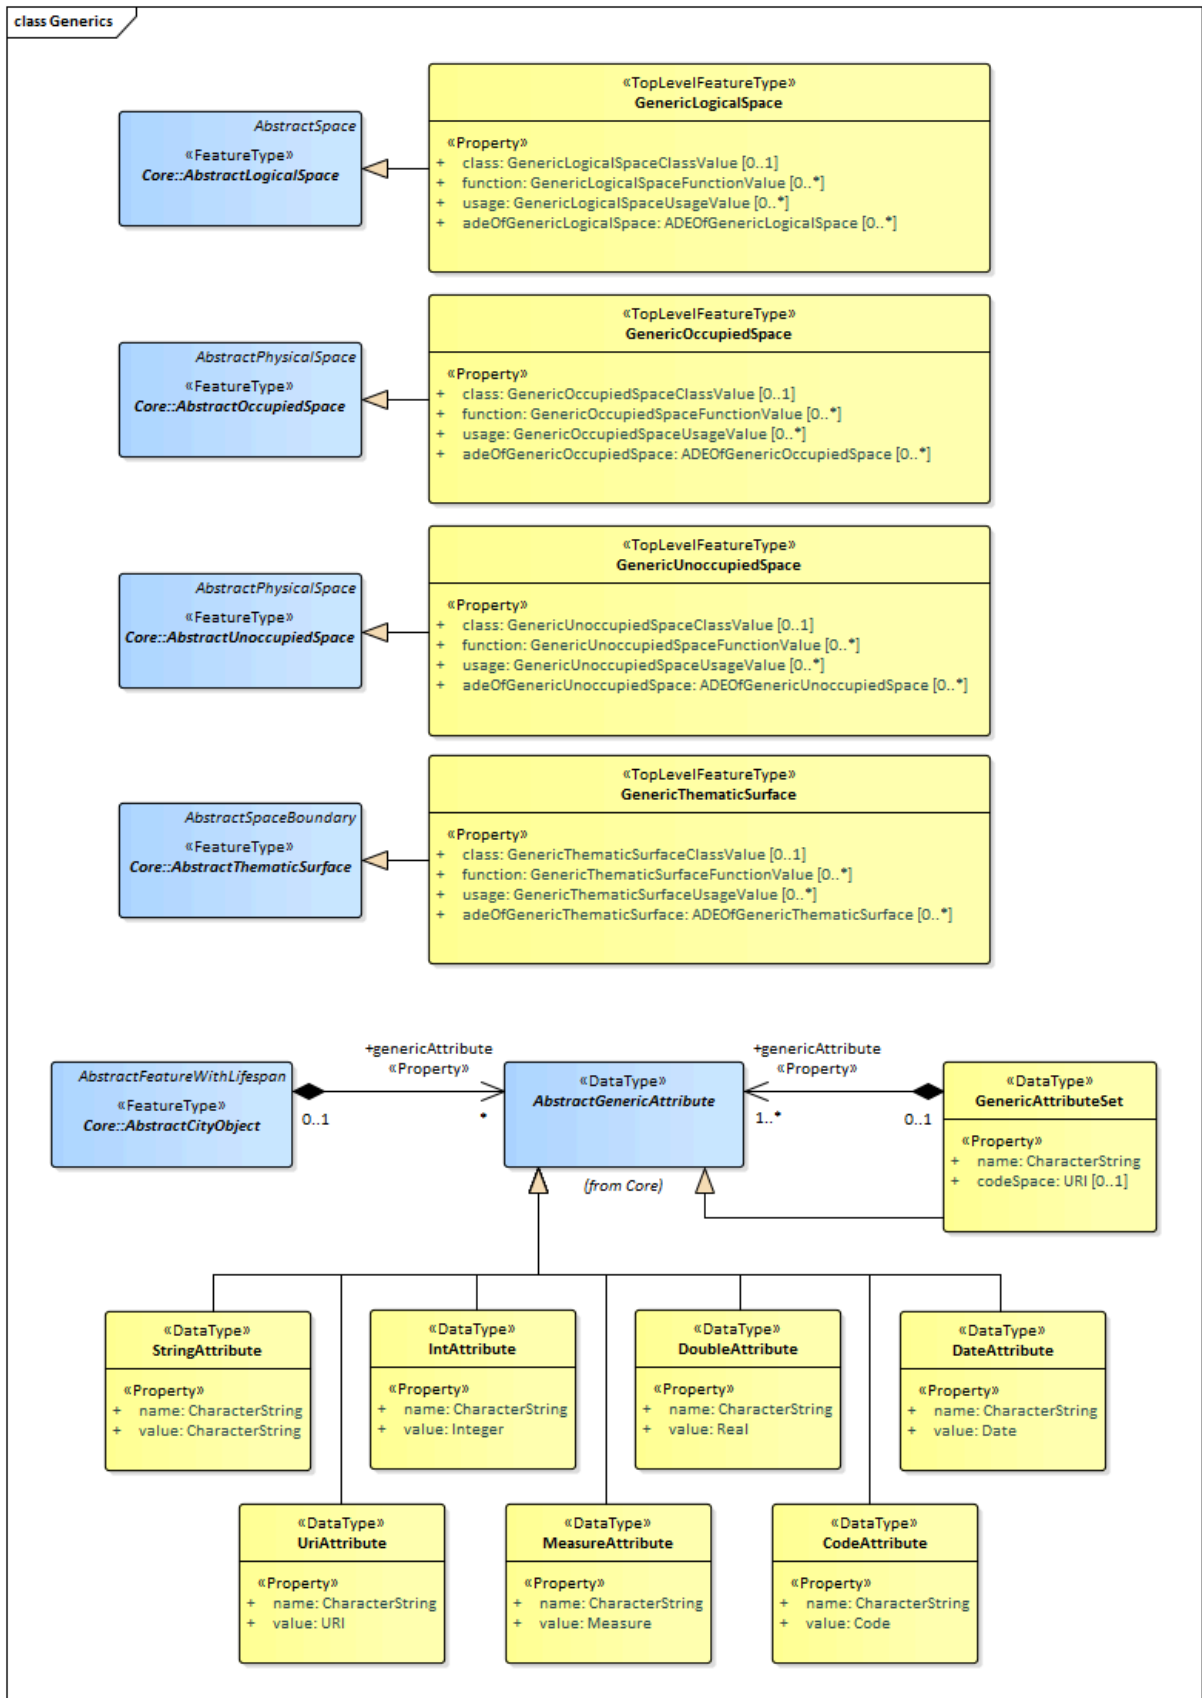 class Generics
«TopLevelFeatureType»
GenericLogicalSpace
AbstractSpace
«FeatureType»
Core::AbstractLogicalSpace
«Property»
+ class: GenericLogicalSpaceClassValue [0..1]
+ function: GenericLogicalSpaceFunctionValue [0..*]
+ usage: GenericLogicalSpaceUsageValue [0..*]
+ adeOfGenericLogicalSpace: ADEOfGenericLogicalSpace [0..*]
«TopLevelFeatureType»
GenericOccupiedSpace
AbstractPhysicalSpace
«FeatureType»
Core::AbstractOccupiedSpace
«Property»
+ class: GenericOccupiedSpaceClassValue [0..1]
+ function: GenericOccupiedSpaceFunctionValue [0..*]
+ usage: GenericOccupiedSpaceUsageValue [0..*]
+ adeOfGenericOccupiedSpace: ADEOfGenericOccupiedSpace [0..*]
«TopLevelFeatureType»
GenericUnoccupiedSpace
AbstractPhysicalSpace
«FeatureType»
Core::AbstractUnoccupiedSpace
«Property»
+ class: GenericUnoccupiedSpaceClassValue [0..1]
+ function: GenericUnoccupiedSpaceFunctionValue [0..*]
+ usage: GenericUnoccupiedSpaceUsageValue [0..*]
+ adeOfGenericUnoccupiedSpace: ADEOfGenericUnoccupiedSpace [0..*]
«TopLevelFeatureType»
GenericThematicSurface
AbstractSpaceBoundary
«FeatureType»
Core::AbstractThematicSurface
«Property»
+ class: GenericThematicSurfaceClassValue [0..1]
+ function: GenericThematicSurfaceFunctionValue [0..*]
+ usage: GenericThematicSurfaceUsageValue [0..*]
+ adeOfGenericThematicSurface: ADEOfGenericThematicSurface [0..*]
AbstractFeatureWithLifespan
«FeatureType»
Core::AbstractCityObject
+genericAttribute
«Property»
0..1
*
«DataType»
AbstractGenericAttribute
(from Core)
+genericAttribute
«Property»
1..*
0..1
«DataType»
GenericAttributeSet
«Property»
+ name: CharacterString
+ codeSpace: URI [0..1]
«DataType»
StringAttribute
«Property»
+ name: CharacterString
+ value: CharacterString
«DataType»
IntAttribute
«Property»
+ name: CharacterString
+ value: Integer
«DataType»
DoubleAttribute
«Property»
+ name: CharacterString
+ value: Real
«DataType»
DateAttribute
«Property»
+ name: CharacterString
+ value: Date
«DataType»
UriAttribute
«Property»
+ name: CharacterString
+ value: URI
«DataType»
MeasureAttribute
«Property»
+ name: CharacterString
+ value: Measure
«DataType»
CodeAttribute
«Property»
+ name: CharacterString
+ value: Code